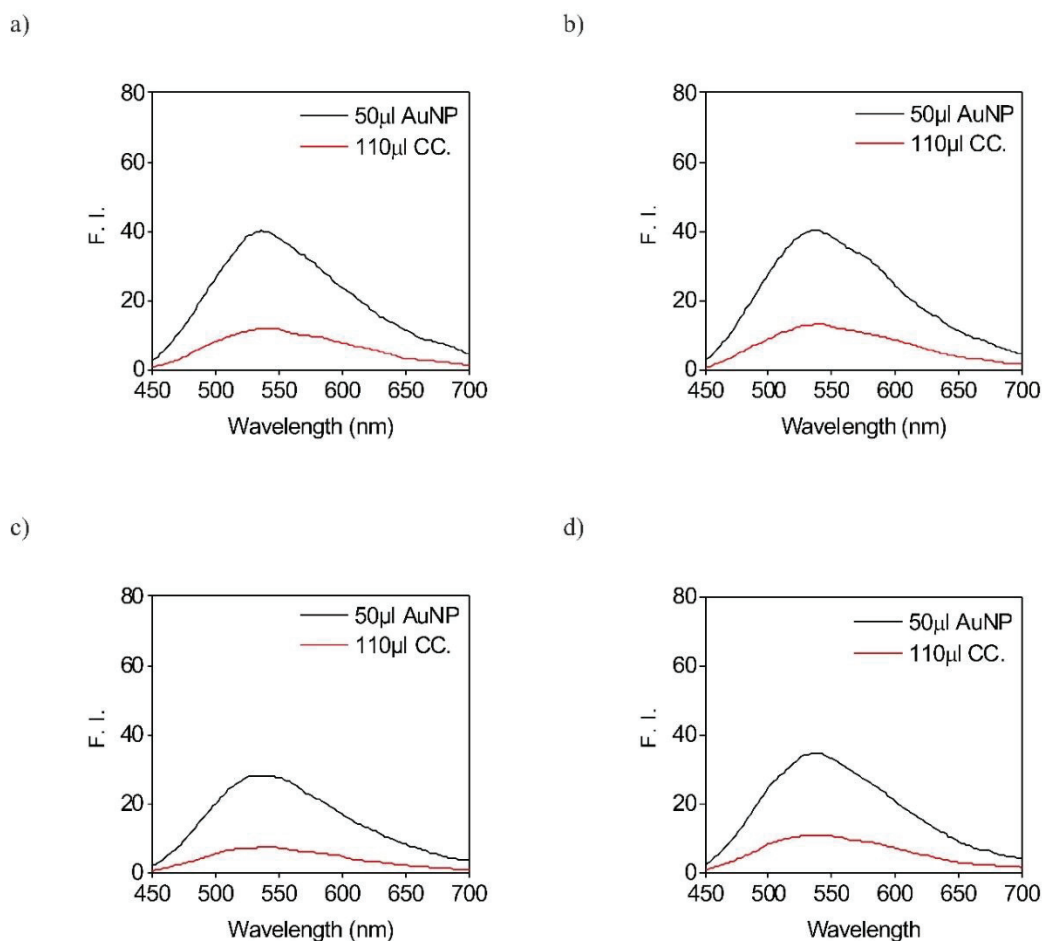 a)
80
60
40
20
0
F. I.
50μl AuNP
110μl CC.
450 500 550 600 650 700
Wavelength (nm)
b)
80
60
40
20
0
F. I.
50µl AuNP
110µl CC.
450 500 550 600 650 700
Wavelength (nm)
c)
80
60
40
20
0
F. I.
50µl AuNP
110µl CC.
450 500 550 600 650 700
Wavelength (nm)
d)
80
60
40
20
0
F. I.
50μl AuNP
110μl CC.
450 500 550 600 650 700
Wavelength